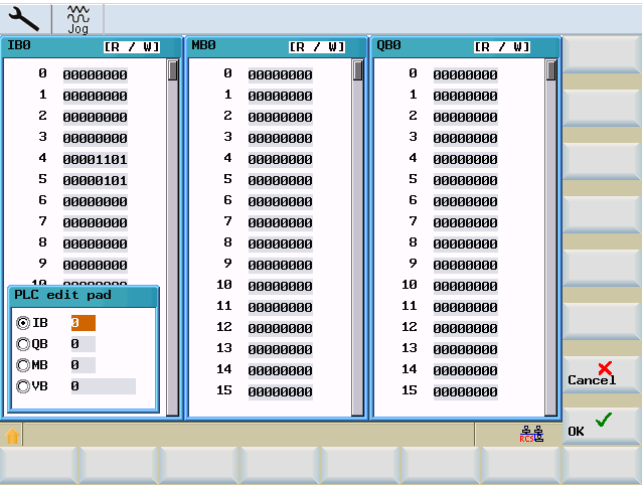 Jog
IB0 [R / W] MB0 [R / W] QB0 [R / W]
0 00000000 0 00000000 0 00000000
1 00000000 1 00000000 1 00000000
2 00000000 2 00000000 2 00000000
3 00000000 3 00000000 3 00000000
4 00001101 4 00000000 4 00000000
5 00000101 5 00000000 5 00000000
6 00000000 6 00000000 6 00000000
7 00000000 7 00000000 7 00000000
8 00000000 8 00000000 8 00000000
9 00000000 9 00000000 9 00000000
10 00000000 10 00000000 10 00000000
PLC edit pad 11 00000000 11 00000000
IB 12 00000000 12 00000000
QB 0 13 00000000 13 00000000
MB 0 14 00000000 14 00000000 Cancel
VB 0 15 00000000 15 00000000
RCS OK